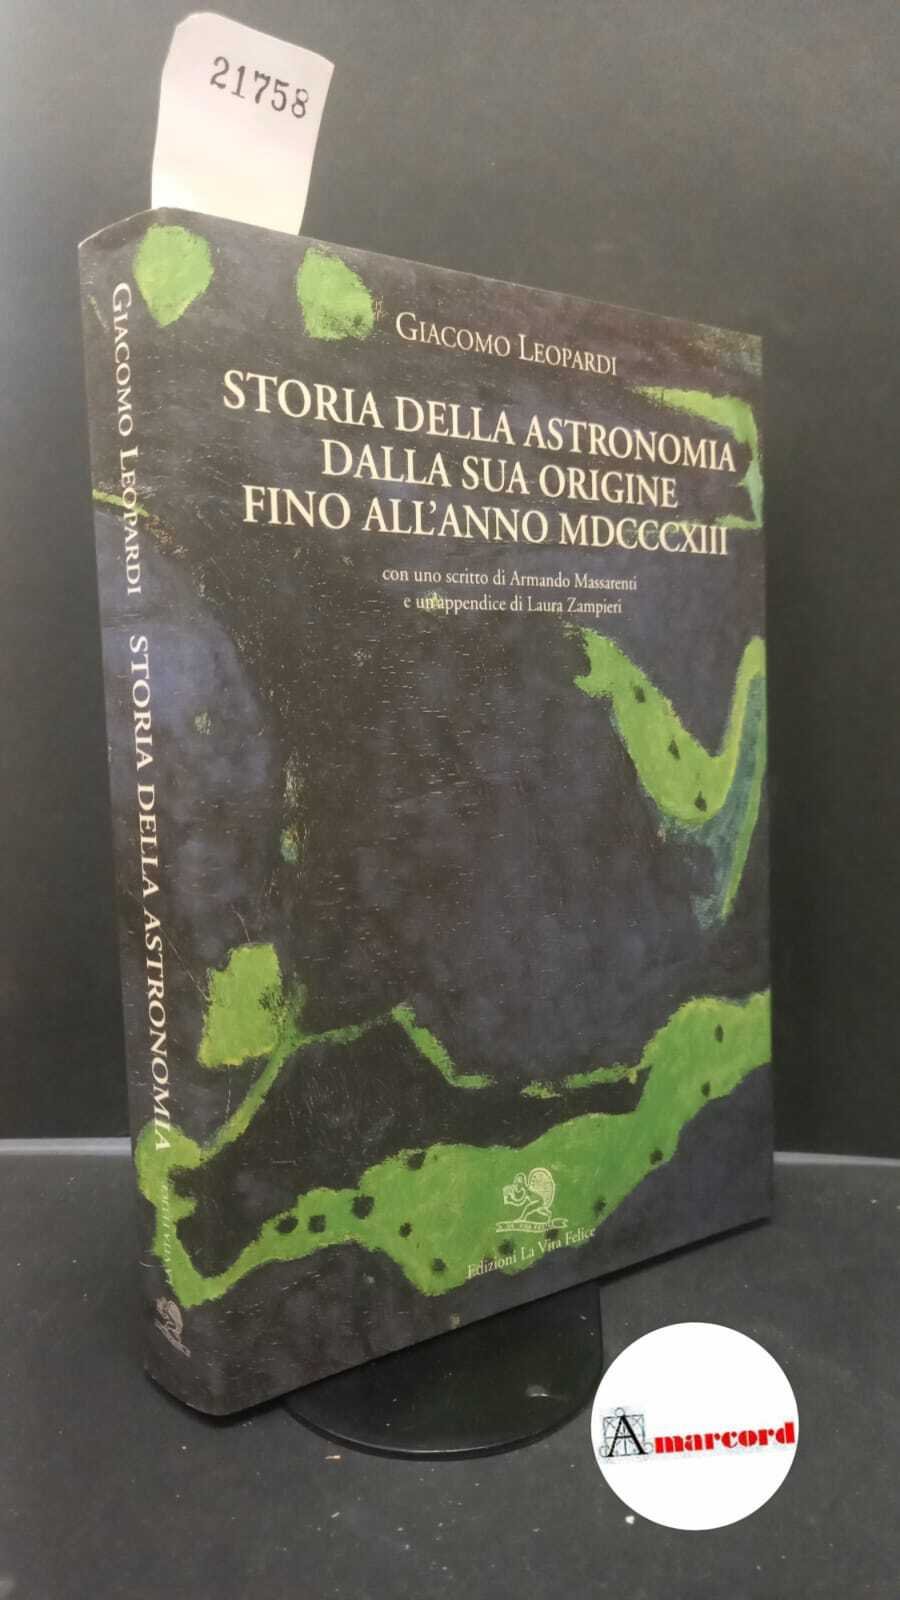 21758
GIACOMO LEOPARDI
STORIA DELLA ASTRONOMIA
DALLA SUA ORIGINE
FINO ALL'ANNO MDCCCXIII
con uno scritto di Armando Massarenti
e un'appendice di Laura Zampieri
Edizioni La Vita Felice
GIACOMO LEOPARDI STORIA DELLA ASTRONOMIA
Amarcord